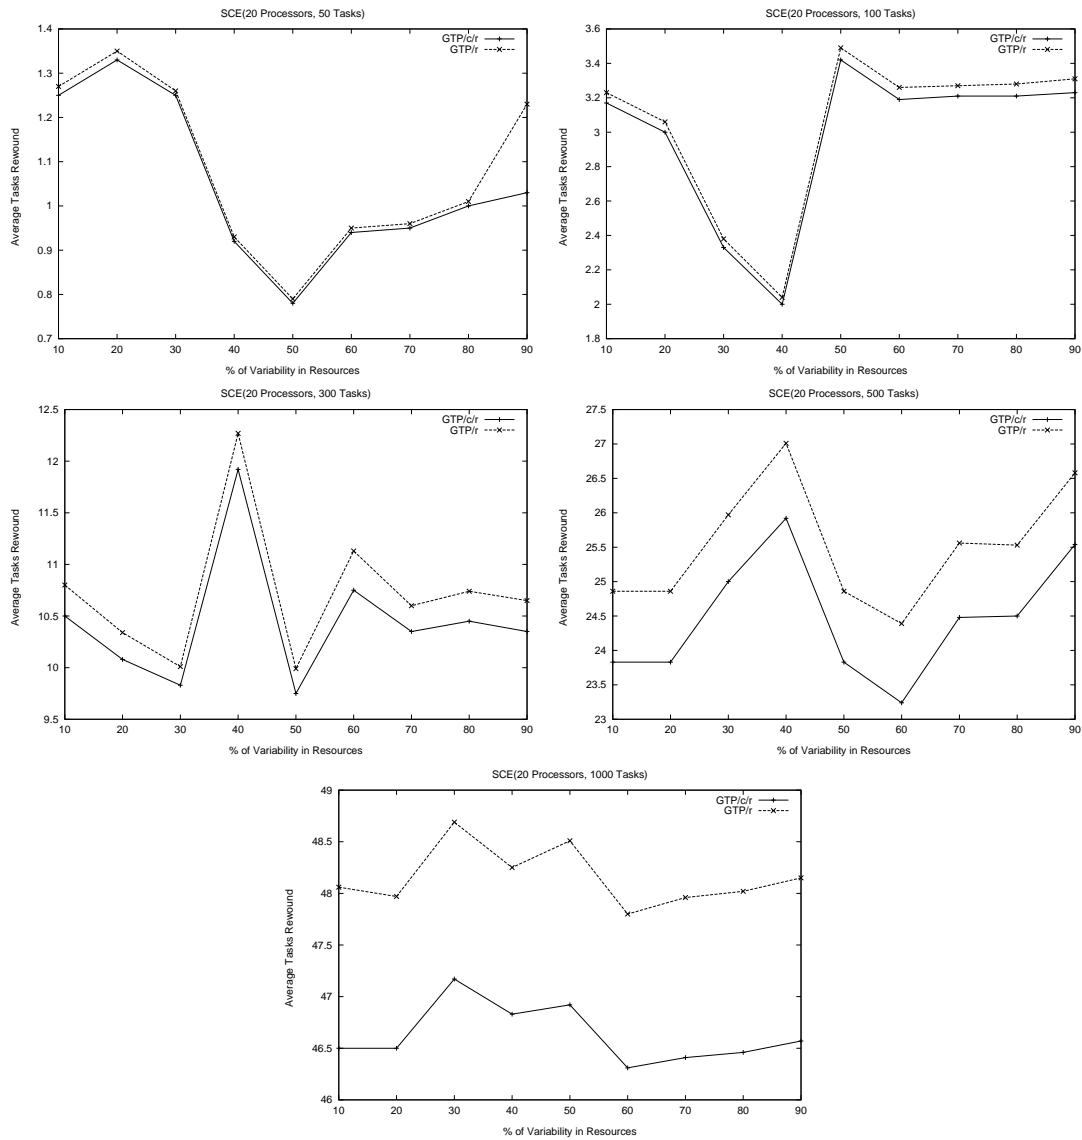 SCE(20 Processors, 50 Tasks)
1.4
1.3
1.2
1.1
1
0.9
0.8
0.7
Average Tasks Rewound
GTP/c/r
GTP/r
10 20 30 40 50 60 70 80 90
% of Variability in Resources
SCE(20 Processors, 100 Tasks)
3.6
3.4
3.2
3
2.8
2.6
2.4
2.2
2
1.8
Average Tasks Rewound
GTP/c/r
GTP/r
10 20 30 40 50 60 70 80 90
% of Variability in Resources
SCE(20 Processors, 300 Tasks)
12.5
12
11.5
11
10.5
10
9.5
Average Tasks Rewound
GTP/c/r
GTP/r
10 20 30 40 50 60 70 80 90
% of Variability in Resources
SCE(20 Processors, 500 Tasks)
27.5
27
26.5
26
25.5
25
24.5
24
23.5
23
Average Tasks Rewound
GTP/c/r
GTP/r
10 20 30 40 50 60 70 80 90
% of Variability in Resources
SCE(20 Processors, 1000 Tasks)
49
48.5
48
47.5
47
46.5
46
Average Tasks Rewound
GTP/c/r
GTP/r
10 20 30 40 50 60 70 80 90
% of Variability in Resources